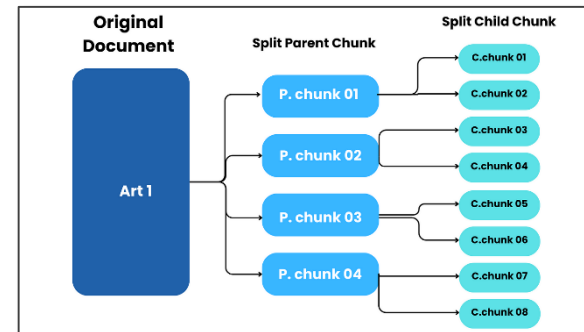 Original
Document
Split Parent Chunk
Split Child Chunk
Art 1
P. chunk 01
P. chunk 02
P. chunk 03
P. chunk 04
C.chunk 01
C.chunk 02
C.chunk 03
C.chunk 04
C.chunk 05
C.chunk 06
C.chunk 07
C.chunk 08